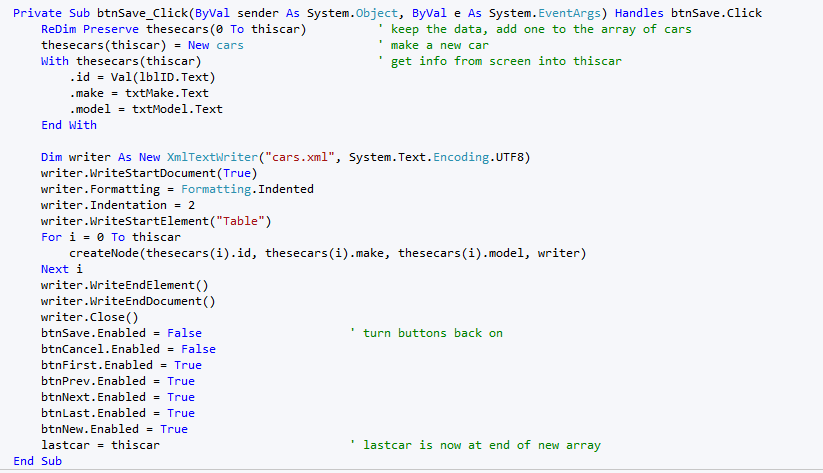 Private Sub btnSave_Click(ByVal sender As System.Object, ByVal e As System.EventArgs) Handles btnSave.Click
    ReDim Preserve thesecars(0 To thiscar)          ' keep the data, add one to the array of cars
    thesecars(thiscar) = New cars                   ' make a new car
    With thesecars(thiscar)                         ' get info from screen into thiscar
        .id = Val(lblID.Text)
        .make = txtMake.Text
        .model = txtModel.Text
    End With

    Dim writer As New XmlTextWriter("cars.xml", System.Text.Encoding.UTF8)
    writer.WriteStartDocument(True)
    writer.Formatting = Formatting.Indented
    writer.Indentation = 2
    writer.WriteStartElement("Table")
    For i = 0 To thiscar
        createNode(thesecars(i).id, thesecars(i).make, thesecars(i).model, writer)
    Next i
    writer.WriteEndElement()
    writer.WriteEndDocument()
    writer.Close()
    btnSave.Enabled = False                     ' turn buttons back on
    btnCancel.Enabled = False
    btnFirst.Enabled = True
    btnPrev.Enabled = True
    btnNext.Enabled = True
    btnLast.Enabled = True
    btnNew.Enabled = True
    lastcar = thiscar                           ' lastcar is now at end of new array
End Sub